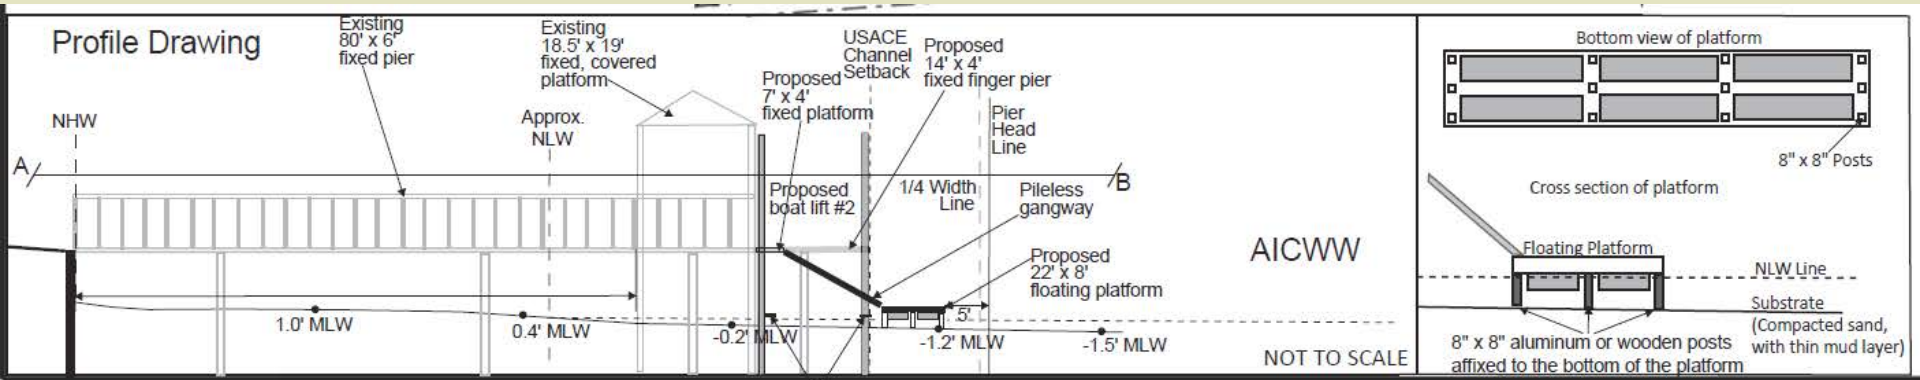 Profile Drawing
Existing
80' x 6'
fixed pier
Existing
18.5' x 19'
fixed, covered
platform
USACE
Channel
Setback
Proposed
14' x 4'
fixed finger pier
Proposed
7' x 4'
fixed platform
NHW
Approx.
NLW
Pier
Head
Line
A
B
Proposed
boat lift #2
1/4 Width
Line
Pileless
gangway
Proposed
22' x 8'
floating platform
AICWW
5'
1.0' MLW
0.4' MLW
-0.2' MLW
-1.2' MLW
-1.5' MLW
NOT TO SCALE
Bottom view of platform
8" x 8" Posts
Cross section of platform
Floating Platform
NLW Line
Substrate
(Compacted sand,
with thin mud layer)
8" x 8" aluminum or wooden posts
affixed to the bottom of the platform